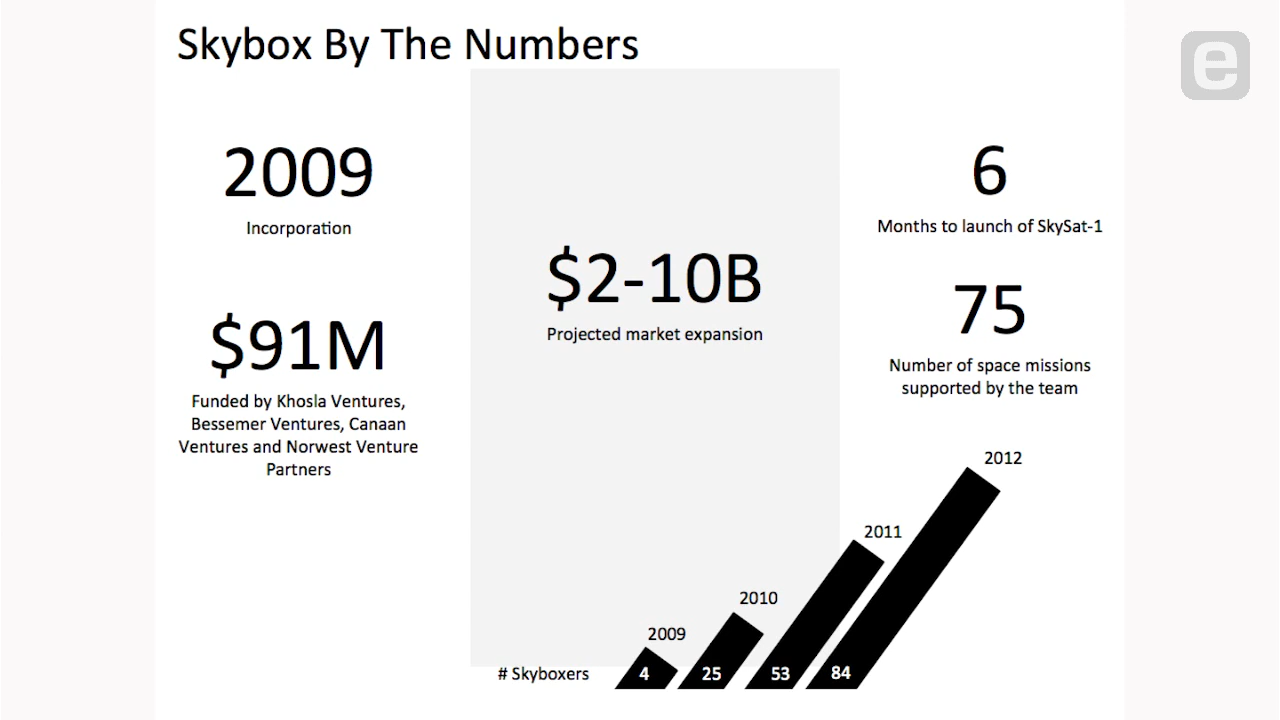 Skybox By The Numbers
e
2009
Incorporation
$91M
Funded by Khosla Ventures,
Bessemer Ventures, Canaan
Ventures and Norwest Venture
Partners
$2-10B
Projected market expansion
6
Months to launch of SkySat-1
75
Number of space missions
supported by the team
2012
2011
2010
2009
# Skyboxers 4 25 53 84